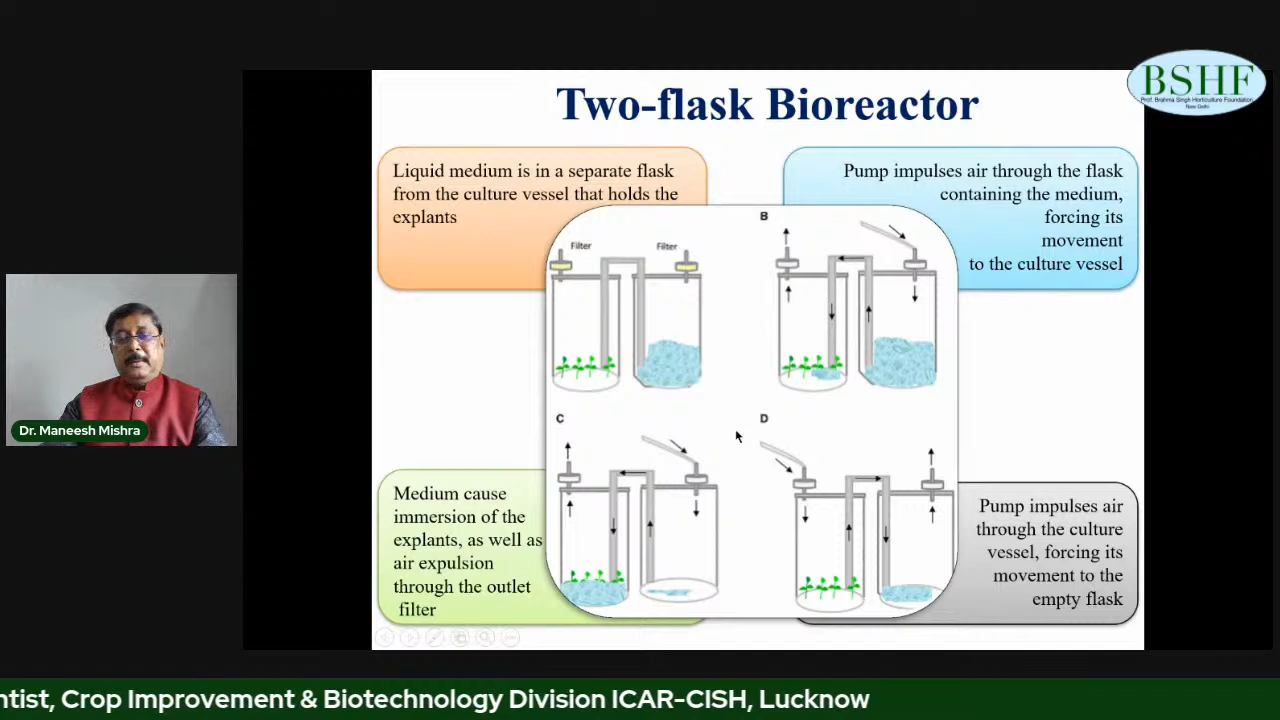 Two-flask Bioreactor
BSHF
Prof. Brahma Singh Horticulture Foundation
New Delhi
Liquid medium is in a separate flask
from the culture vessel that holds the
explants
Pump impulses air through the flask
containing the medium,
forcing its
movement
to the culture vessel
Filter
Filter
B
C
D
Medium cause
immersion of the
explants, as well as
air expulsion
through the outlet
filter
Pump impulses air
through the culture
vessel, forcing its
movement to the
empty flask
Dr. Maneesh Mishra
ntist, Crop Improvement & Biotechnology Division ICAR-CISH, Lucknow